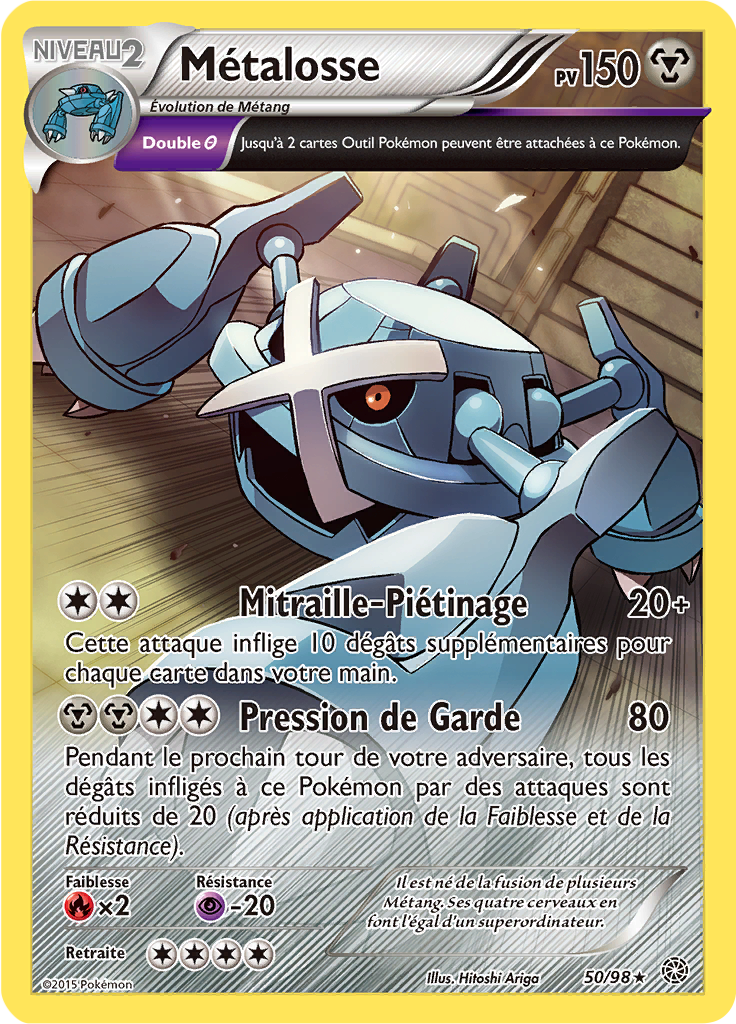 NIVEAU2
Métalosse
PV150
Évolution de Métang
Double θ
Jusqu'à 2 cartes Outil Pokémon peuvent être attachées à ce Pokémon.
Mitraille-Piétinage 20+
Cette attaque inflige 10 dégâts supplémentaires pour
chaque carte dans votre main.
Pression de Garde 80
Pendant le prochain tour de votre adversaire, tous les
dégâts infligés à ce Pokémon par des attaques sont
réduits de 20 (après application de la Faiblesse et de la
Résistance).
Faiblesse
×2
Résistance
-20
Il est né de la fusion de plusieurs
Métang. Ses quatre cerveaux en
font l'égal d'un superordinateur.
Retraite
©2015 Pokémon
Illus. Hitoshi Ariga
50/98★